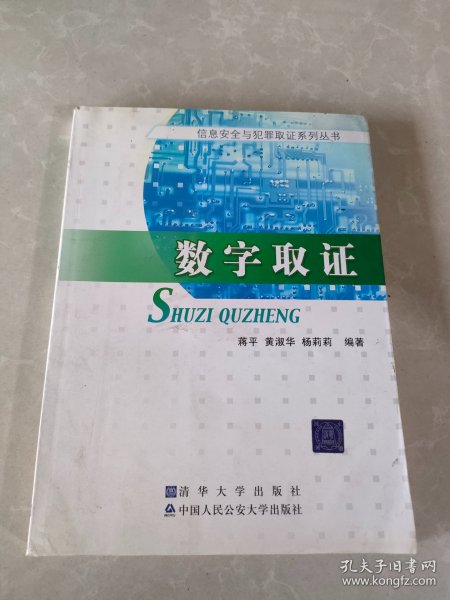 信息安全与犯罪取证系列丛书
数字取证
SHUZI QUZHENG
蒋平 黄淑华 杨莉莉 编著
清华大学出版社
中国人民公安大学出版社
孔夫子旧书网
www.kongfz.com